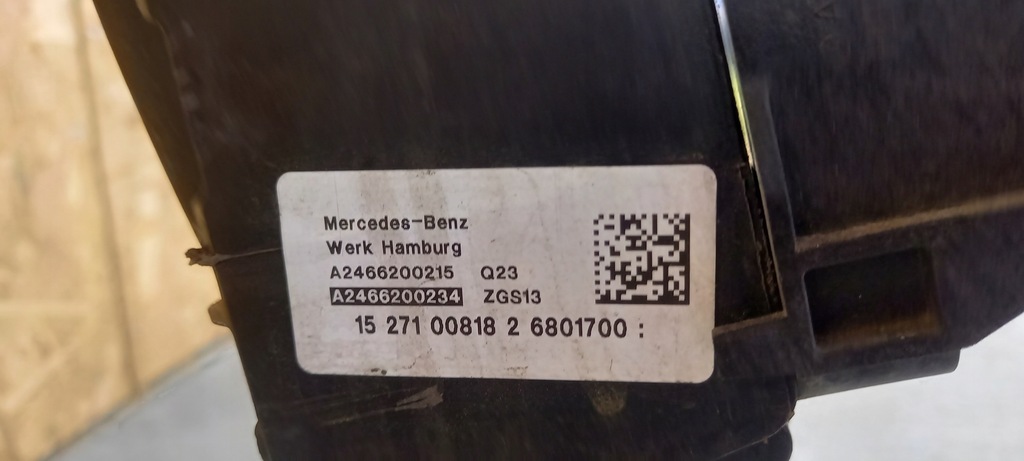 Mercedes-Benz
Werk Hamburg
A2466200215 Q23
A2466200234 ZGS13
15 271 00818 2 6801700 :